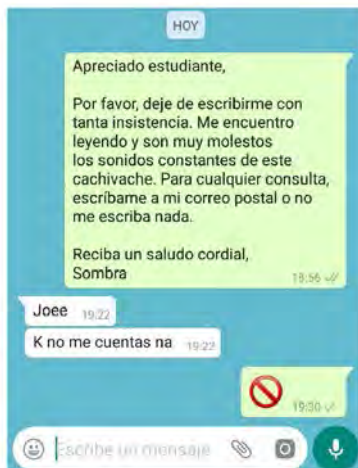 HOY
Apreciado estudiante,
Por favor, deje de escribirme con
tanta insistencia. Me encuentro
leyendo y son muy molestos
los sonidos constantes de este
cachivache. Para cualquier consulta,
escríbame a mi correo postal o no
me escriba nada.
Reciba un saludo cordial,
Sombra
18:56
Joee 19:22
K no me cuentas na 19:22
19:30
Escribe un mensaje